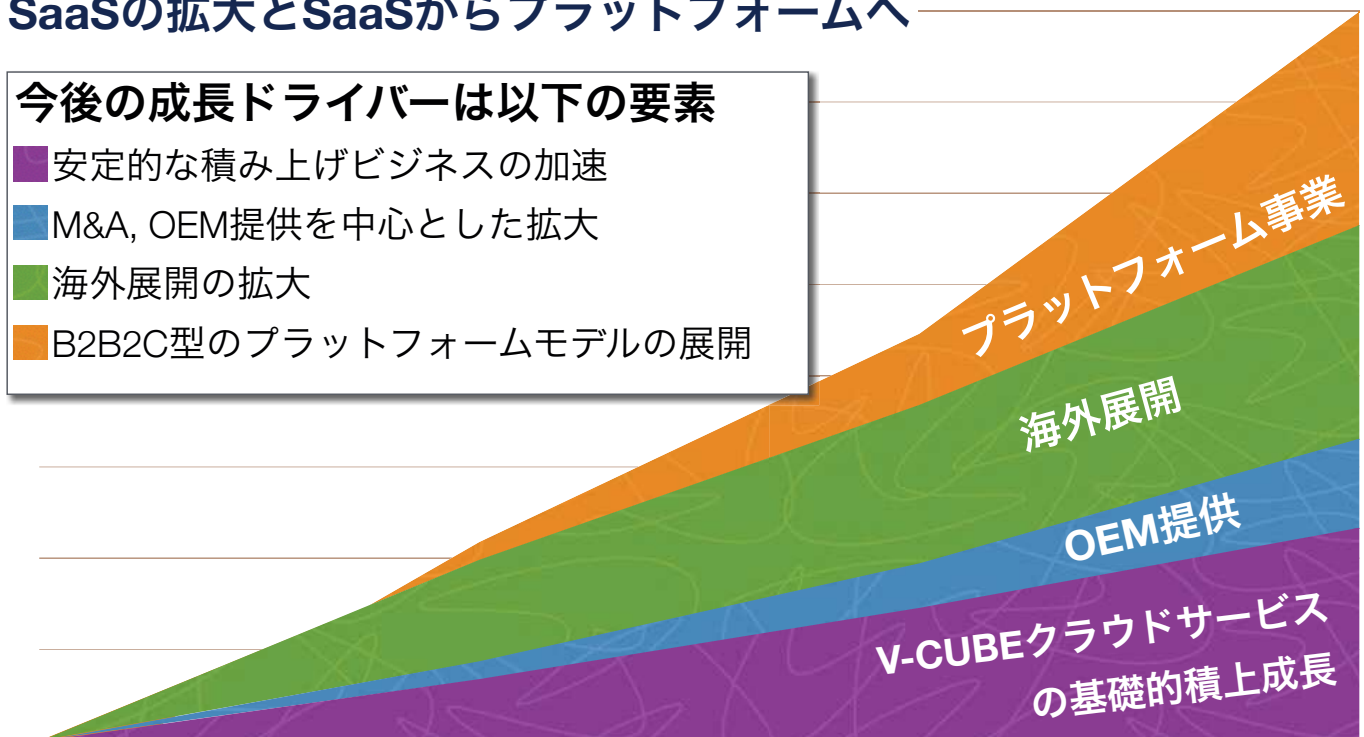 SaaSの拡大とSaaSからプラットフォームへ
今後の成長ドライバーは以下の要素
安定的な積み上げビジネスの加速
M&A, OEM提供を中心とした拡大
海外展開の拡大
B2B2C型のプラットフォームモデルの展開
プラットフォーム事業
海外展開
OEM提供
V-CUBEクラウドサービス
の基礎的積上成長